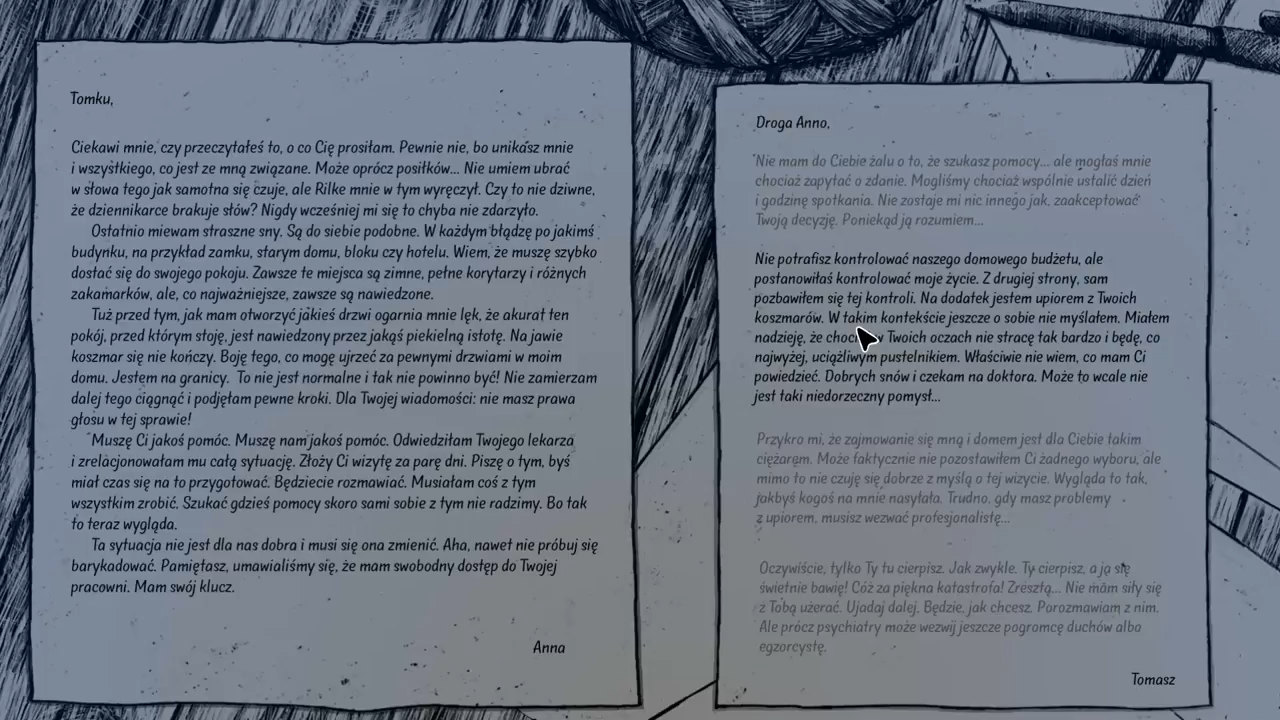 Tomku,
Ciekawi mnie, czy przeczytałeś to, o co Cię prosiłam. Pewnie nie, bo unikasz mnie
i wszystkiego, co jest ze mną związane. Może oprócz posiłków... Nie umiem ubrać
w słowa tego jak samotna się czuję, ale Rilke mnie w tym wyręczył. Czy to nie dziwne,
że dziennikarce brakuje słów? Nigdy wcześniej mi się to chyba nie zdarzyło.
Ostatnio miewam straszne sny. Są do siebie podobne. W każdym błądzę po jakimś
budynku, na przykład zamku, starym domu, bloku czy hotelu. Wiem, że muszę szybko
dostać się do swojego pokoju. Zawsze te miejsca są zimne, pełne korytarzy i różnych
zakamarków, ale, co najważniejsze, zawsze są nawiedzone.
Tuż przed tym, jak mam otworzyć jakieś drzwi ogarnia mnie lęk, że akurat ten
pokój, przed którym stoję, jest nawiedzony przez jakąś piekielną istotę. Na jawie
koszmar się nie kończy. Boję tego, co mogę ujrzeć za pewnymi drzwiami w moim
domu. Jestem na granicy. To nie jest normalne i tak nie powinno być! Nie zamierzam
dalej tego ciągnąć i podjęłam pewne kroki. Dla Twojej wiadomości: nie masz prawa
głosu w tej sprawie!
Muszę Ci jakoś pomóc. Muszę nam jakoś pomóc. Odwiedziłam Twojego lekarza
i zrelacjonowałam mu całą sytuację. Złoży Ci wizytę za parę dni. Piszę o tym, byś
miał czas się na to przygotować. Będziecie rozmawiać. Musiałam coś z tym
wszystkim zrobić. Szukać gdzieś pomocy skoro sami sobie z tym nie radzimy. Bo tak
to teraz wygląda.
Ta sytuacja nie jest dla nas dobra i musi się ona zmienić. Aha, nawet nie próbuj się
barykadować. Pamiętasz, umawialiśmy się, że mam swobodny dostęp do Twojej
pracowni. Mam swój klucz.
Anna
Droga Anno,
Nie mam do Ciebie żalu o to, że szukasz pomocy... ale mogłaś mnie
chociaż zapytać o zdanie. Mogliśmy chociaż wspólnie ustalić dzień
i godzinę spotkania. Nie zostaje mi nic innego jak, zaakceptować
Twoją decyzję. Poniekąd ją rozumiem...
Nie potrafisz kontrolować naszego domowego budżetu, ale
postanowiłaś kontrolować moje życie. Z drugiej strony, sam
pozbawiłem się tej kontroli. Na dodatek jestem upiorem z Twoich
koszmarów. W takim kontekście jeszcze o sobie nie myślałem. Miałem
nadzieję, że w Twoich oczach nie stracę tak bardzo i będę, co
najwyżej, uciążliwym pustelnikiem. Właściwie nie wiem, co mam Ci
powiedzieć. Dobrych snów i czekam na doktora. Może to wcale nie
jest taki niedorzeczny pomysł...
Przykro mi, że zajmowanie się mną i domem jest dla Ciebie takim
ciężarem. Może faktycznie nie pozostawiłem Ci żadnego wyboru, ale
mimo to nie czuję się dobrze z myślą o tej wizycie. Wygląda to tak,
jakbyś kogoś na mnie nasyłała. Trudno, gdy masz problemy
z upiorem, musisz wezwać profesjonalistę...
Oczywiście, tylko Ty tu cierpisz. Jak zwykle. Ty cierpisz, a ja się
świetnie bawię! Cóż za piękna katastrofa! Zresztą... Nie mam siły się
z Tobą użerać. Ujadaj dalej. Będzie, jak chcesz. Porozmawiam z nim.
Ale prócz psychiatry może wezwij jeszcze pogromcę duchów albo
egzorcystę.
Tomasz